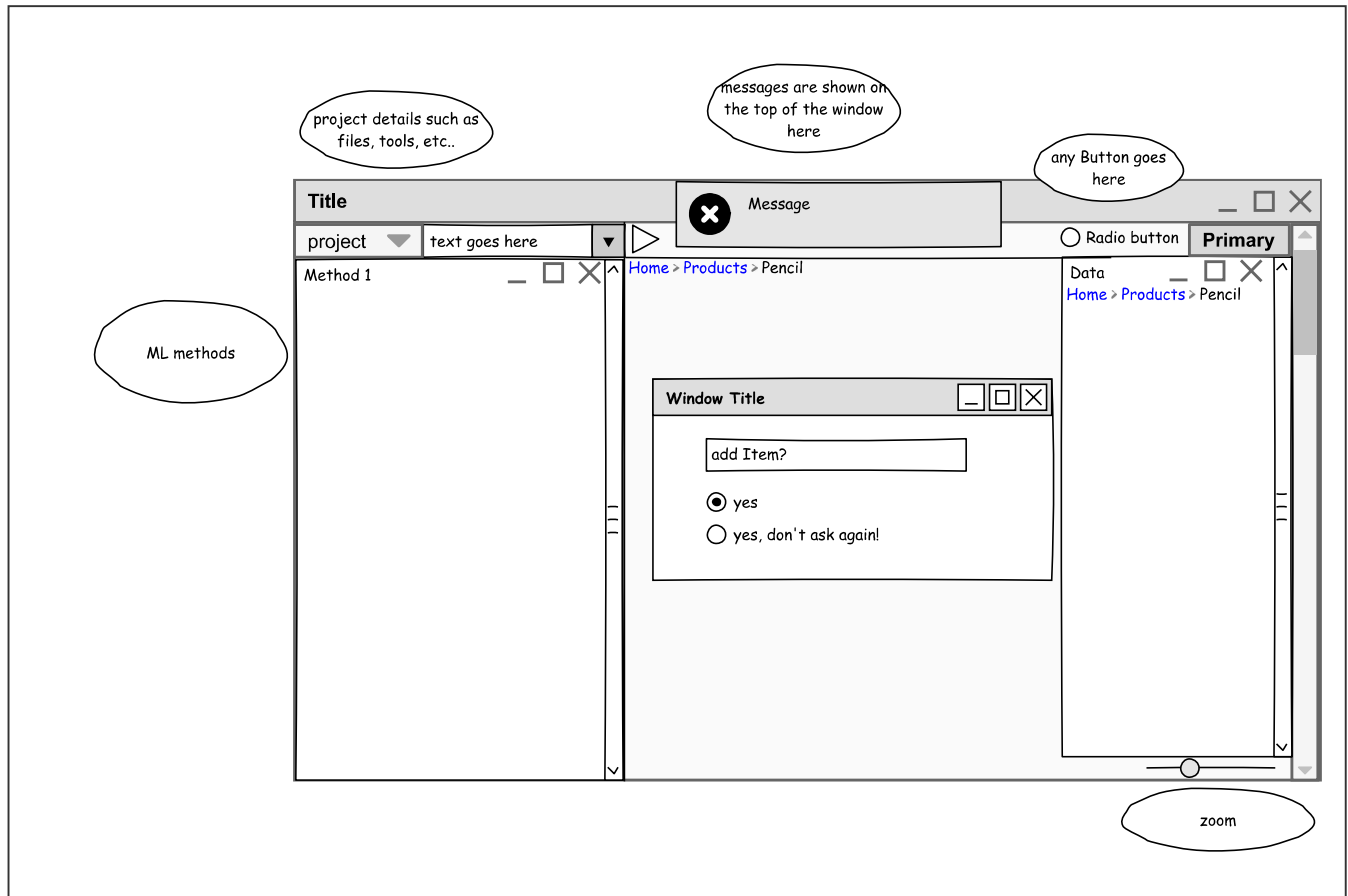 messages are shown on
the top of the window
here
project details such as
files, tools, etc..
any Button goes
here
Title
Message
project
text goes here
Radio button
Primary
Method 1
Home > Products > Pencil
Data
Home > Products > Pencil
ML methods
Window Title
add Item?
yes
yes, don't ask again!
zoom